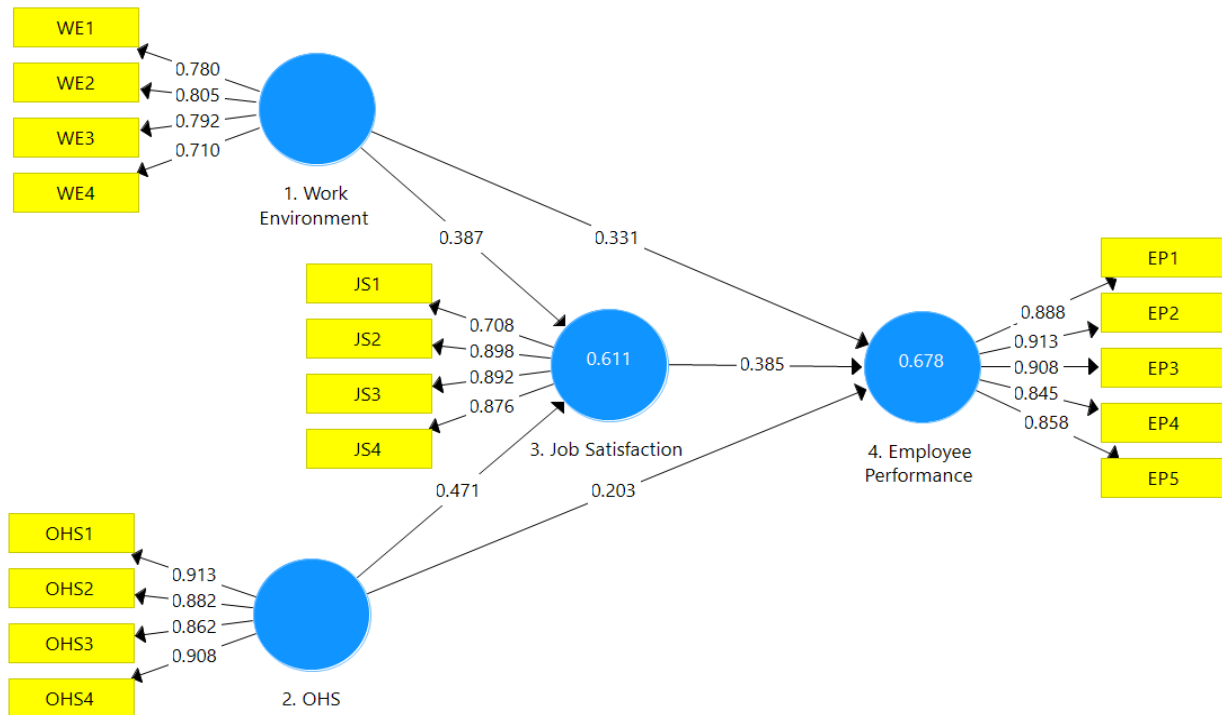 WE1
WE2
WE3
WE4
0.780
0.805
0.792
0.710
1. Work
Environment
0.387
0.331
JS1
JS2
JS3
JS4
0.708
0.898
0.892
0.876
0.611
3. Job Satisfaction
0.385
0.678
4. Employee
Performance
0.888
0.913
0.908
0.845
0.858
EP1
EP2
EP3
EP4
EP5
0.471
0.203
OHS1
OHS2
OHS3
OHS4
0.913
0.882
0.862
0.908
2. OHS